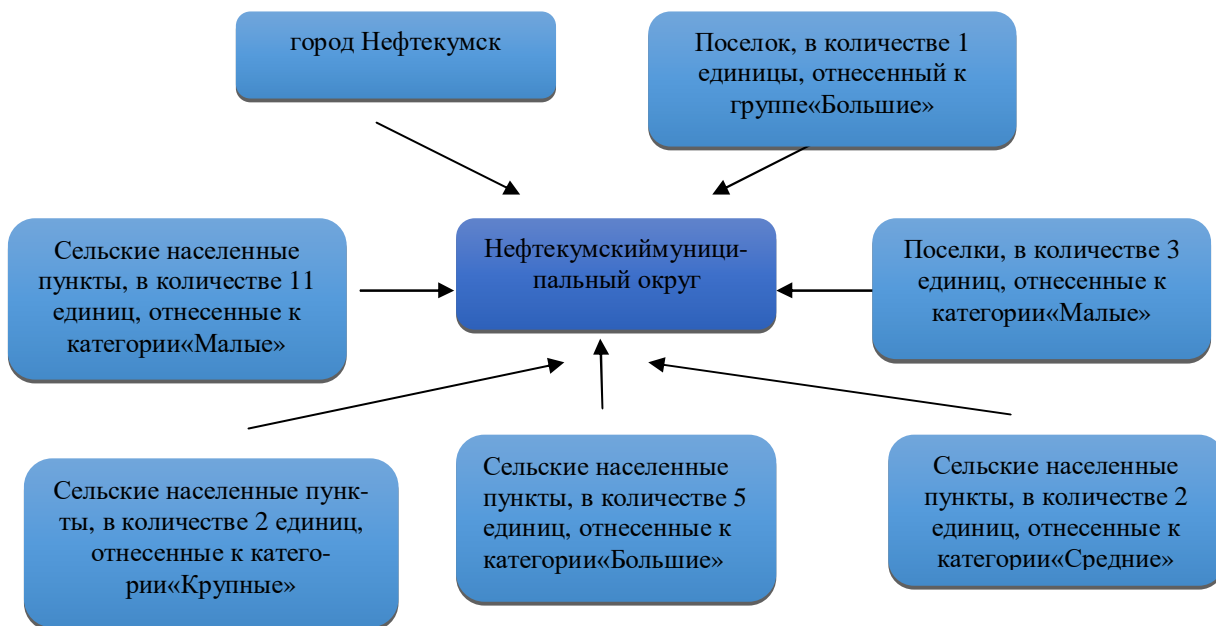 город Нефтекумск
Поселок, в количестве 1
единицы, отнесенный к
группе«Большие»
Сельские населенные
пункты, в количестве 11
единиц, отнесенные к
категории«Малые»
Нефтекумскиймуници-
пальный округ
Поселки, в количестве 3
единиц, отнесенные к
категории«Малые»
Сельские населенные пунк-
ты, в количестве 2 единиц,
отнесенные к катего-
рии«Крупные»
Сельские населенные
пункты, в количестве 5
единиц, отнесенные к
категории«Большие»
Сельские населенные
пункты, в количестве 2
единиц, отнесенные к
категории«Средние»